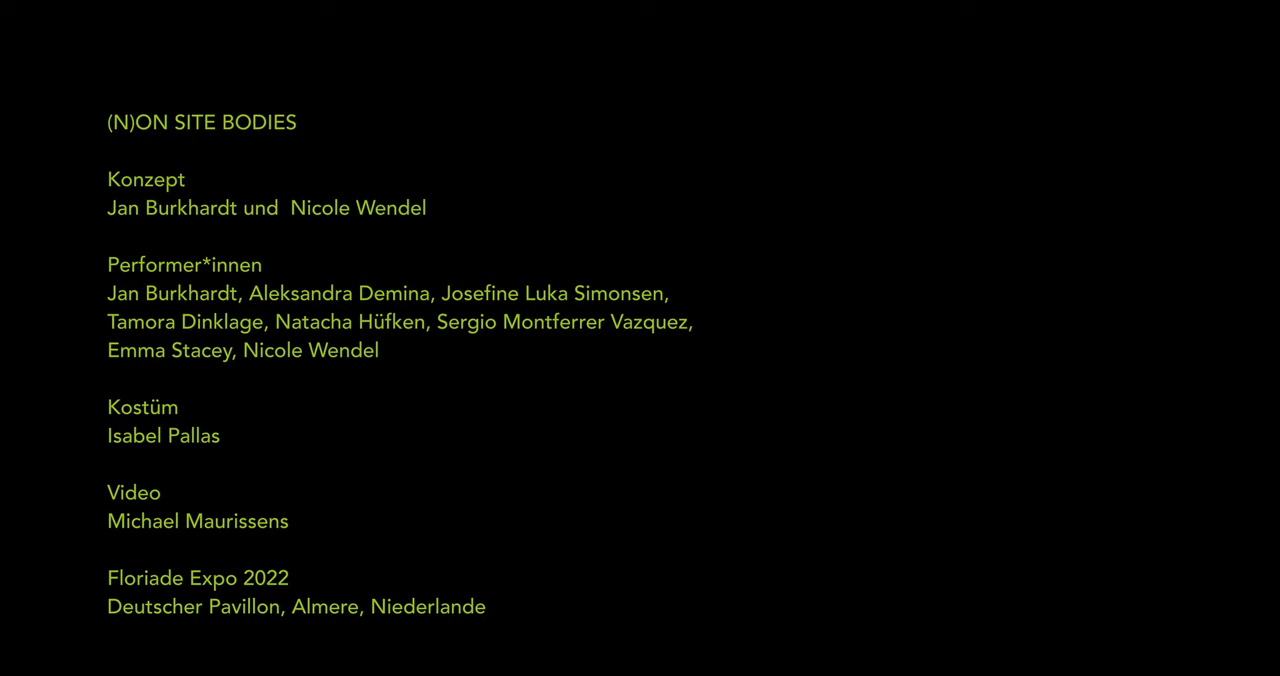 (N)ON SITE BODIES
Konzept
Jan Burkhardt und  Nicole Wendel
Performer*innen
Jan Burkhardt, Aleksandra Demina, Josefine Luka Simonsen,
Tamora Dinklage, Natacha Hüfken, Sergio Montferrer Vazquez,
Emma Stacey, Nicole Wendel
Kostüm
Isabel Pallas
Video
Michael Maurissens
Floriade Expo 2022
Deutscher Pavillon, Almere, Niederlande